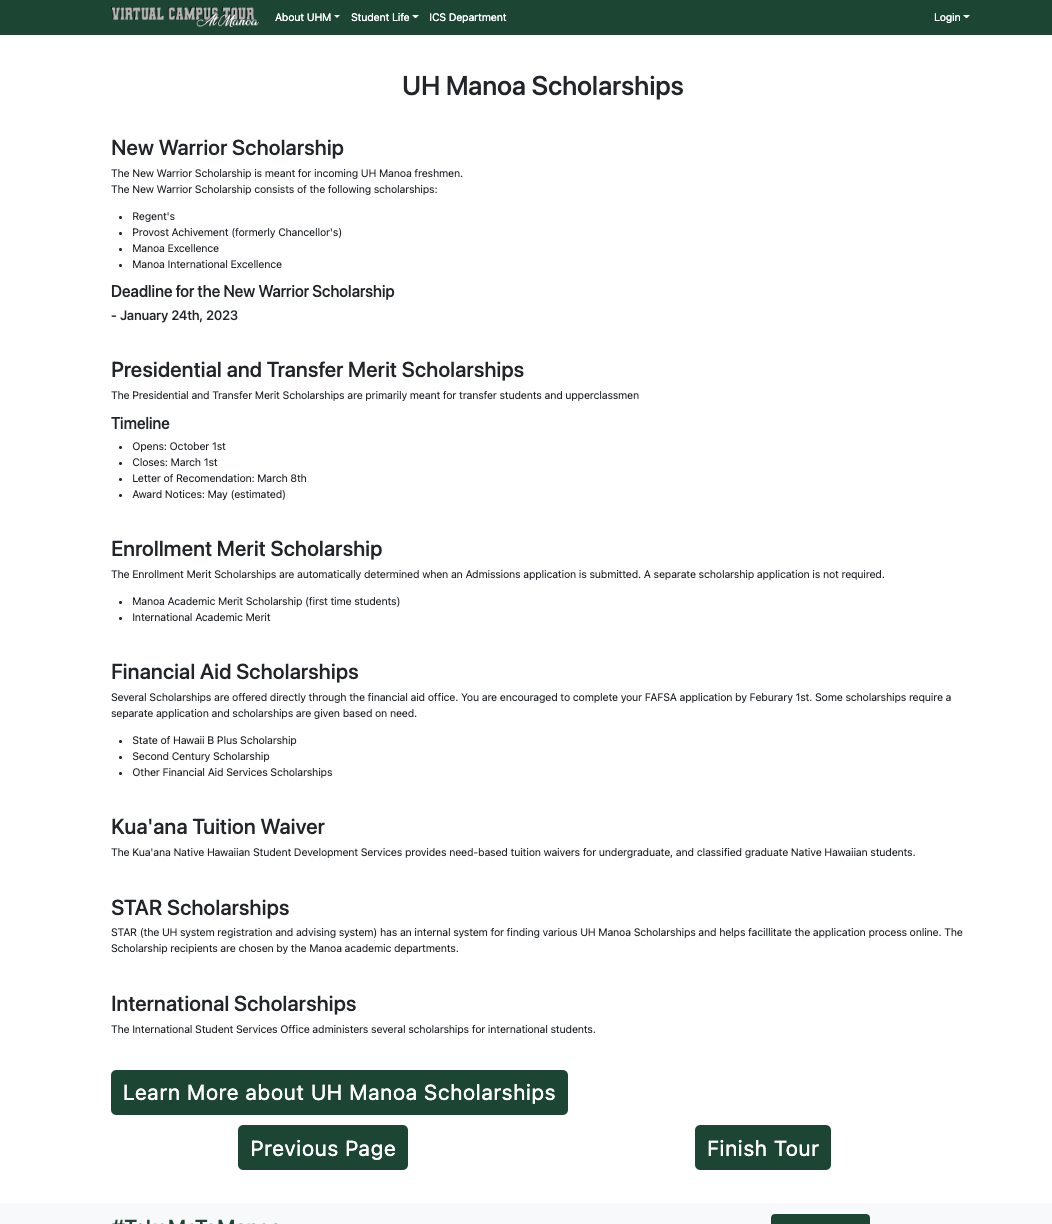 VIRTUAL CAMPUS TOUR
At Manoa
About UHM
Student Life
ICS Department
Login
UH Manoa Scholarships
New Warrior Scholarship
The New Warrior Scholarship is meant for incoming UH Manoa freshmen.
The New Warrior Scholarship consists of the following scholarships:
• Regent's
• Provost Achivement (formerly Chancellor's)
• Manoa Excellence
• Manoa International Excellence
Deadline for the New Warrior Scholarship
- January 24th, 2023
Presidential and Transfer Merit Scholarships
The Presidential and Transfer Merit Scholarships are primarily meant for transfer students and upperclassmen
Timeline
• Opens: October 1st
• Closes: March 1st
• Letter of Recomendation: March 8th
• Award Notices: May (estimated)
Enrollment Merit Scholarship
The Enrollment Merit Scholarships are automatically determined when an Admissions application is submitted. A separate scholarship application is not required.
• Manoa Academic Merit Scholarship (first time students)
• International Academic Merit
Financial Aid Scholarships
Several Scholarships are offered directly through the financial aid office. You are encouraged to complete your FAFSA application by Feburary 1st. Some scholarships require a
separate application and scholarships are given based on need.
• State of Hawaii B Plus Scholarship
• Second Century Scholarship
• Other Financial Aid Services Scholarships
Kua'ana Tuition Waiver
The Kua'ana Native Hawaiian Student Development Services provides need-based tuition waivers for undergraduate, and classified graduate Native Hawaiian students.
STAR Scholarships
STAR (the UH system registration and advising system) has an internal system for finding various UH Manoa Scholarships and helps facillitate the application process online. The
Scholarship recipients are chosen by the Manoa academic departments.
International Scholarships
The International Student Services Office administers several scholarships for international students.
Learn More about UH Manoa Scholarships
Previous Page
Finish Tour
#TakeMeToManoa